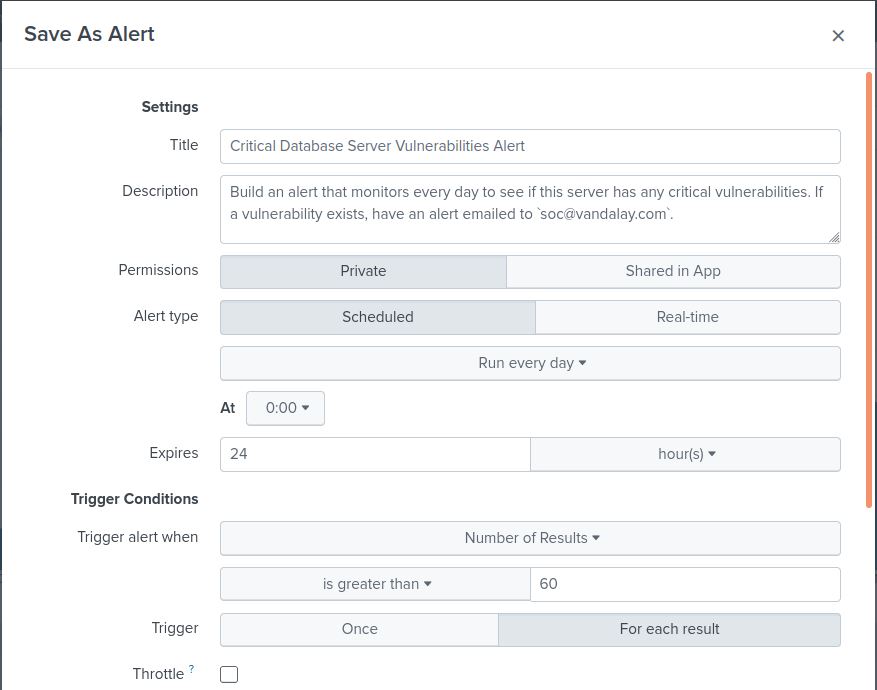 Save As Alert
×
Settings
Title
Critical Database Server Vulnerabilities Alert
Description
Build an alert that monitors every day to see if this server has any critical vulnerabilities. If
a vulnerability exists, have an alert emailed to `soc@vandalay.com`.
Permissions
Private
Shared in App
Alert type
Scheduled
Real-time
Run every day
At
0:00
Expires
24
hour(s)
Trigger Conditions
Trigger alert when
Number of Results
is greater than
60
Trigger
Once
For each result
Throttle ?